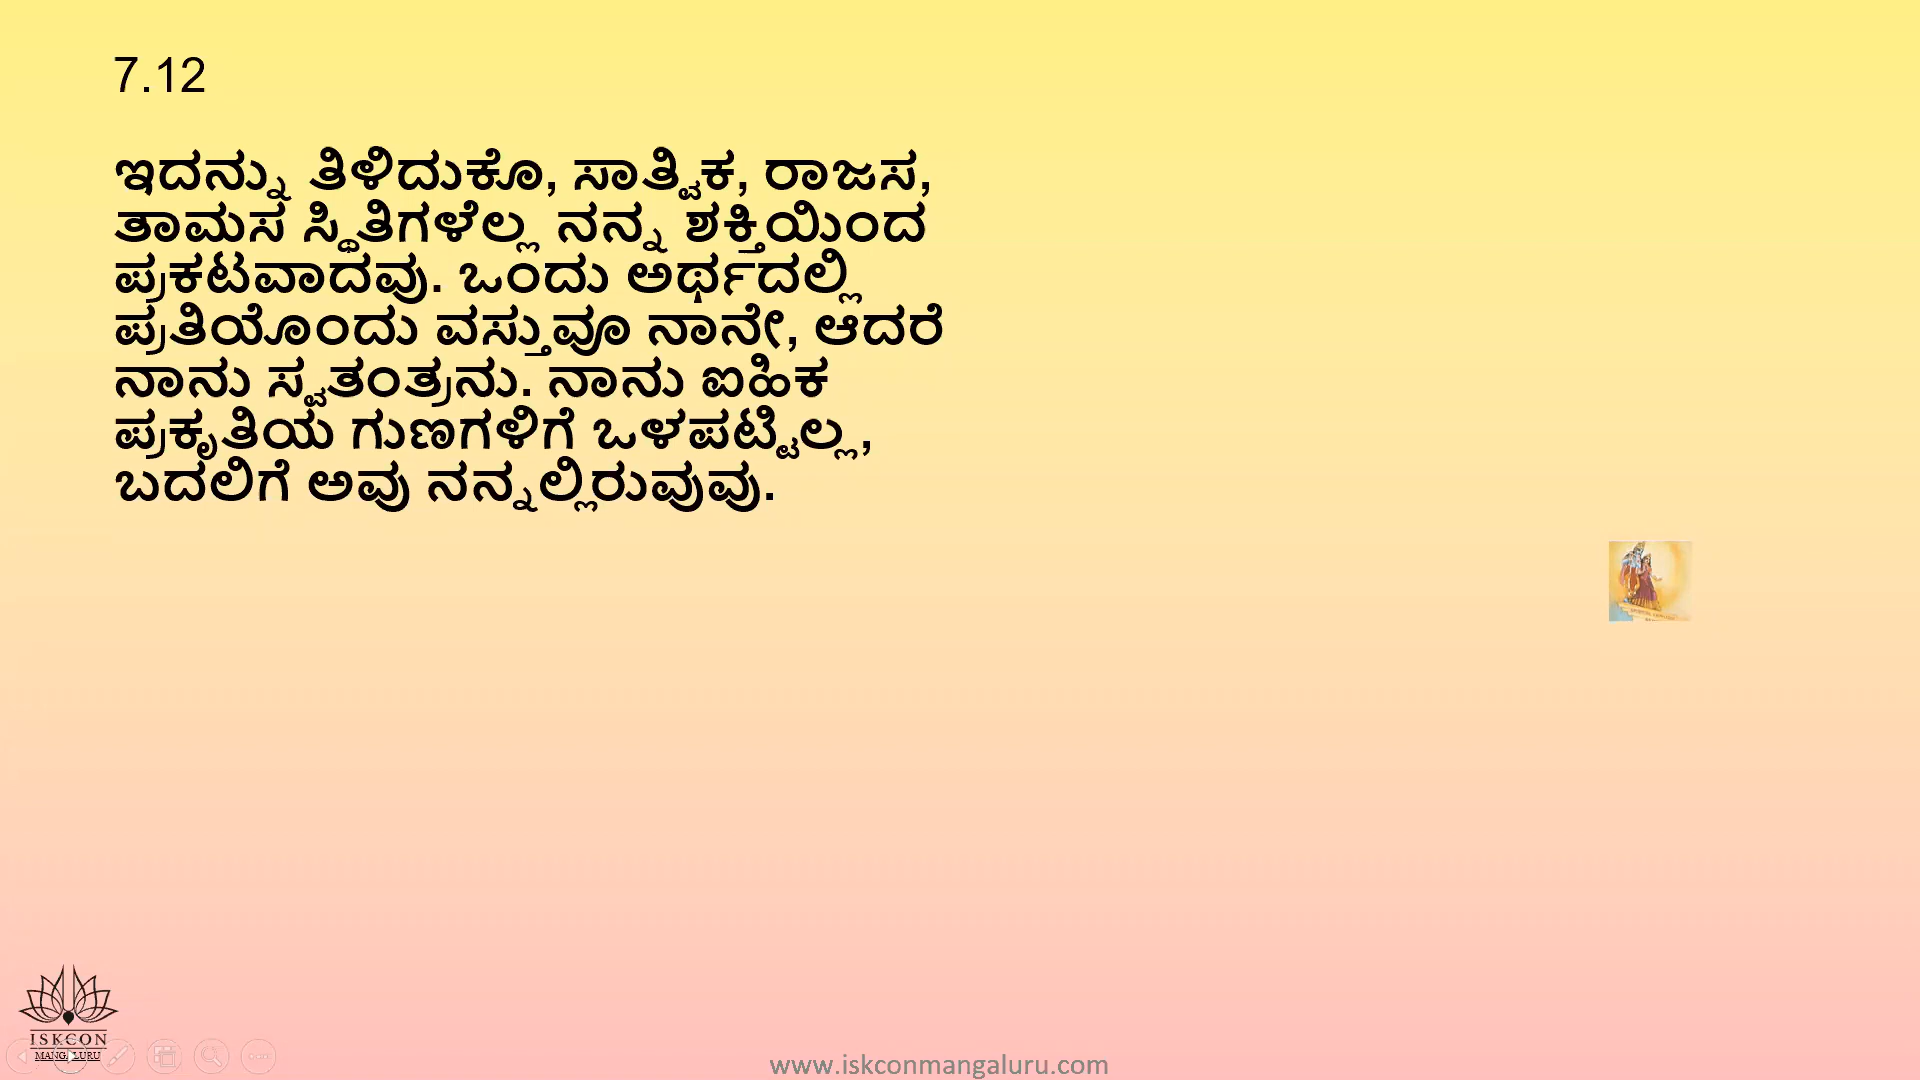 7.12
ಇದನ್ನು ತಿಳಿದುಕೊ, ಸಾತ್ವಿಕ, ರಾಜಸ,
ತಾಮಸ ಸ್ಥಿತಿಗಳೆಲ್ಲ ನನ್ನ ಶಕ್ತಿಯಿಂದ
ಪ್ರಕಟವಾದವು. ಒಂದು ಅರ್ಥದಲ್ಲಿ
ಪ್ರತಿಯೊಂದು ವಸ್ತುವೂ ನಾನೇ, ಆದರೆ
ನಾನು ಸ್ವತಂತ್ರನು. ನಾನು ಐಹಿಕ
ಪ್ರಕೃತಿಯ ಗುಣಗಳಿಗೆ ಒಳಪಟ್ಟಿಲ್ಲ,
ಬದಲಿಗೆ ಅವು ನನ್ನಲ್ಲಿರುವುವು.
ISKCON
MANGALURU
www.iskconmangaluru.com